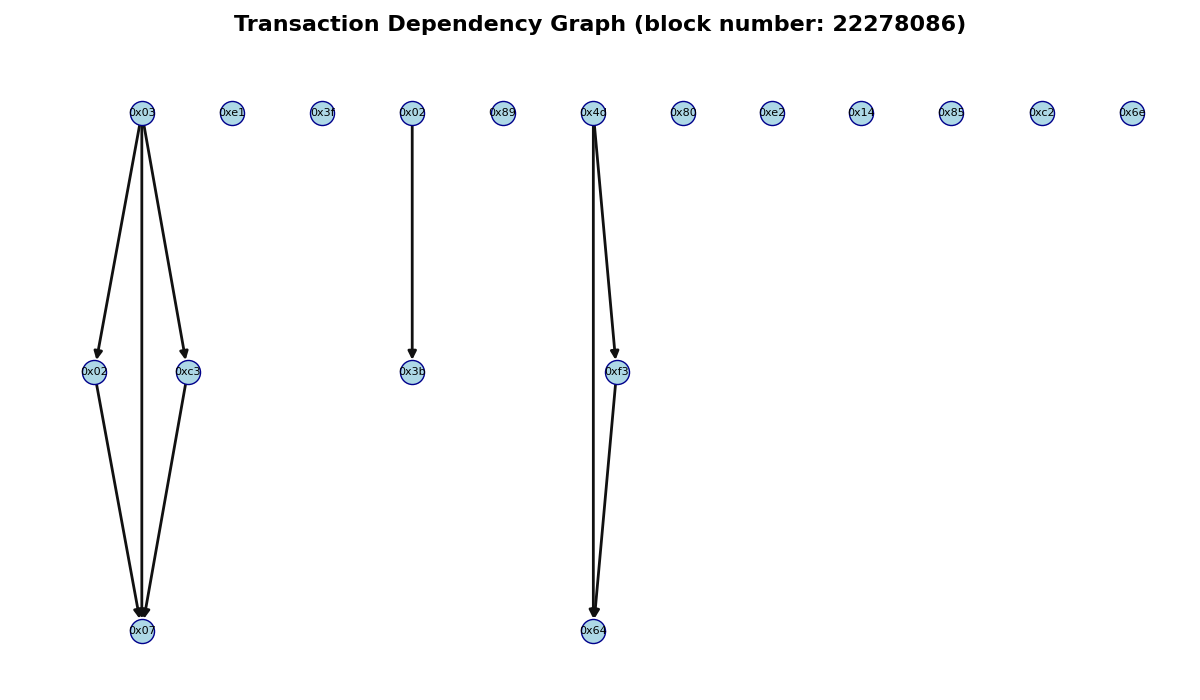 Transaction Dependency Graph (block number: 22278086)
0x03 0xe1 0x3f 0x02 0x89 0x4d 0x80 0xe2 0x14 0x85 0xc2 0x6e
0x02 0xc3 0x3b 0xf3
0x07 0x64